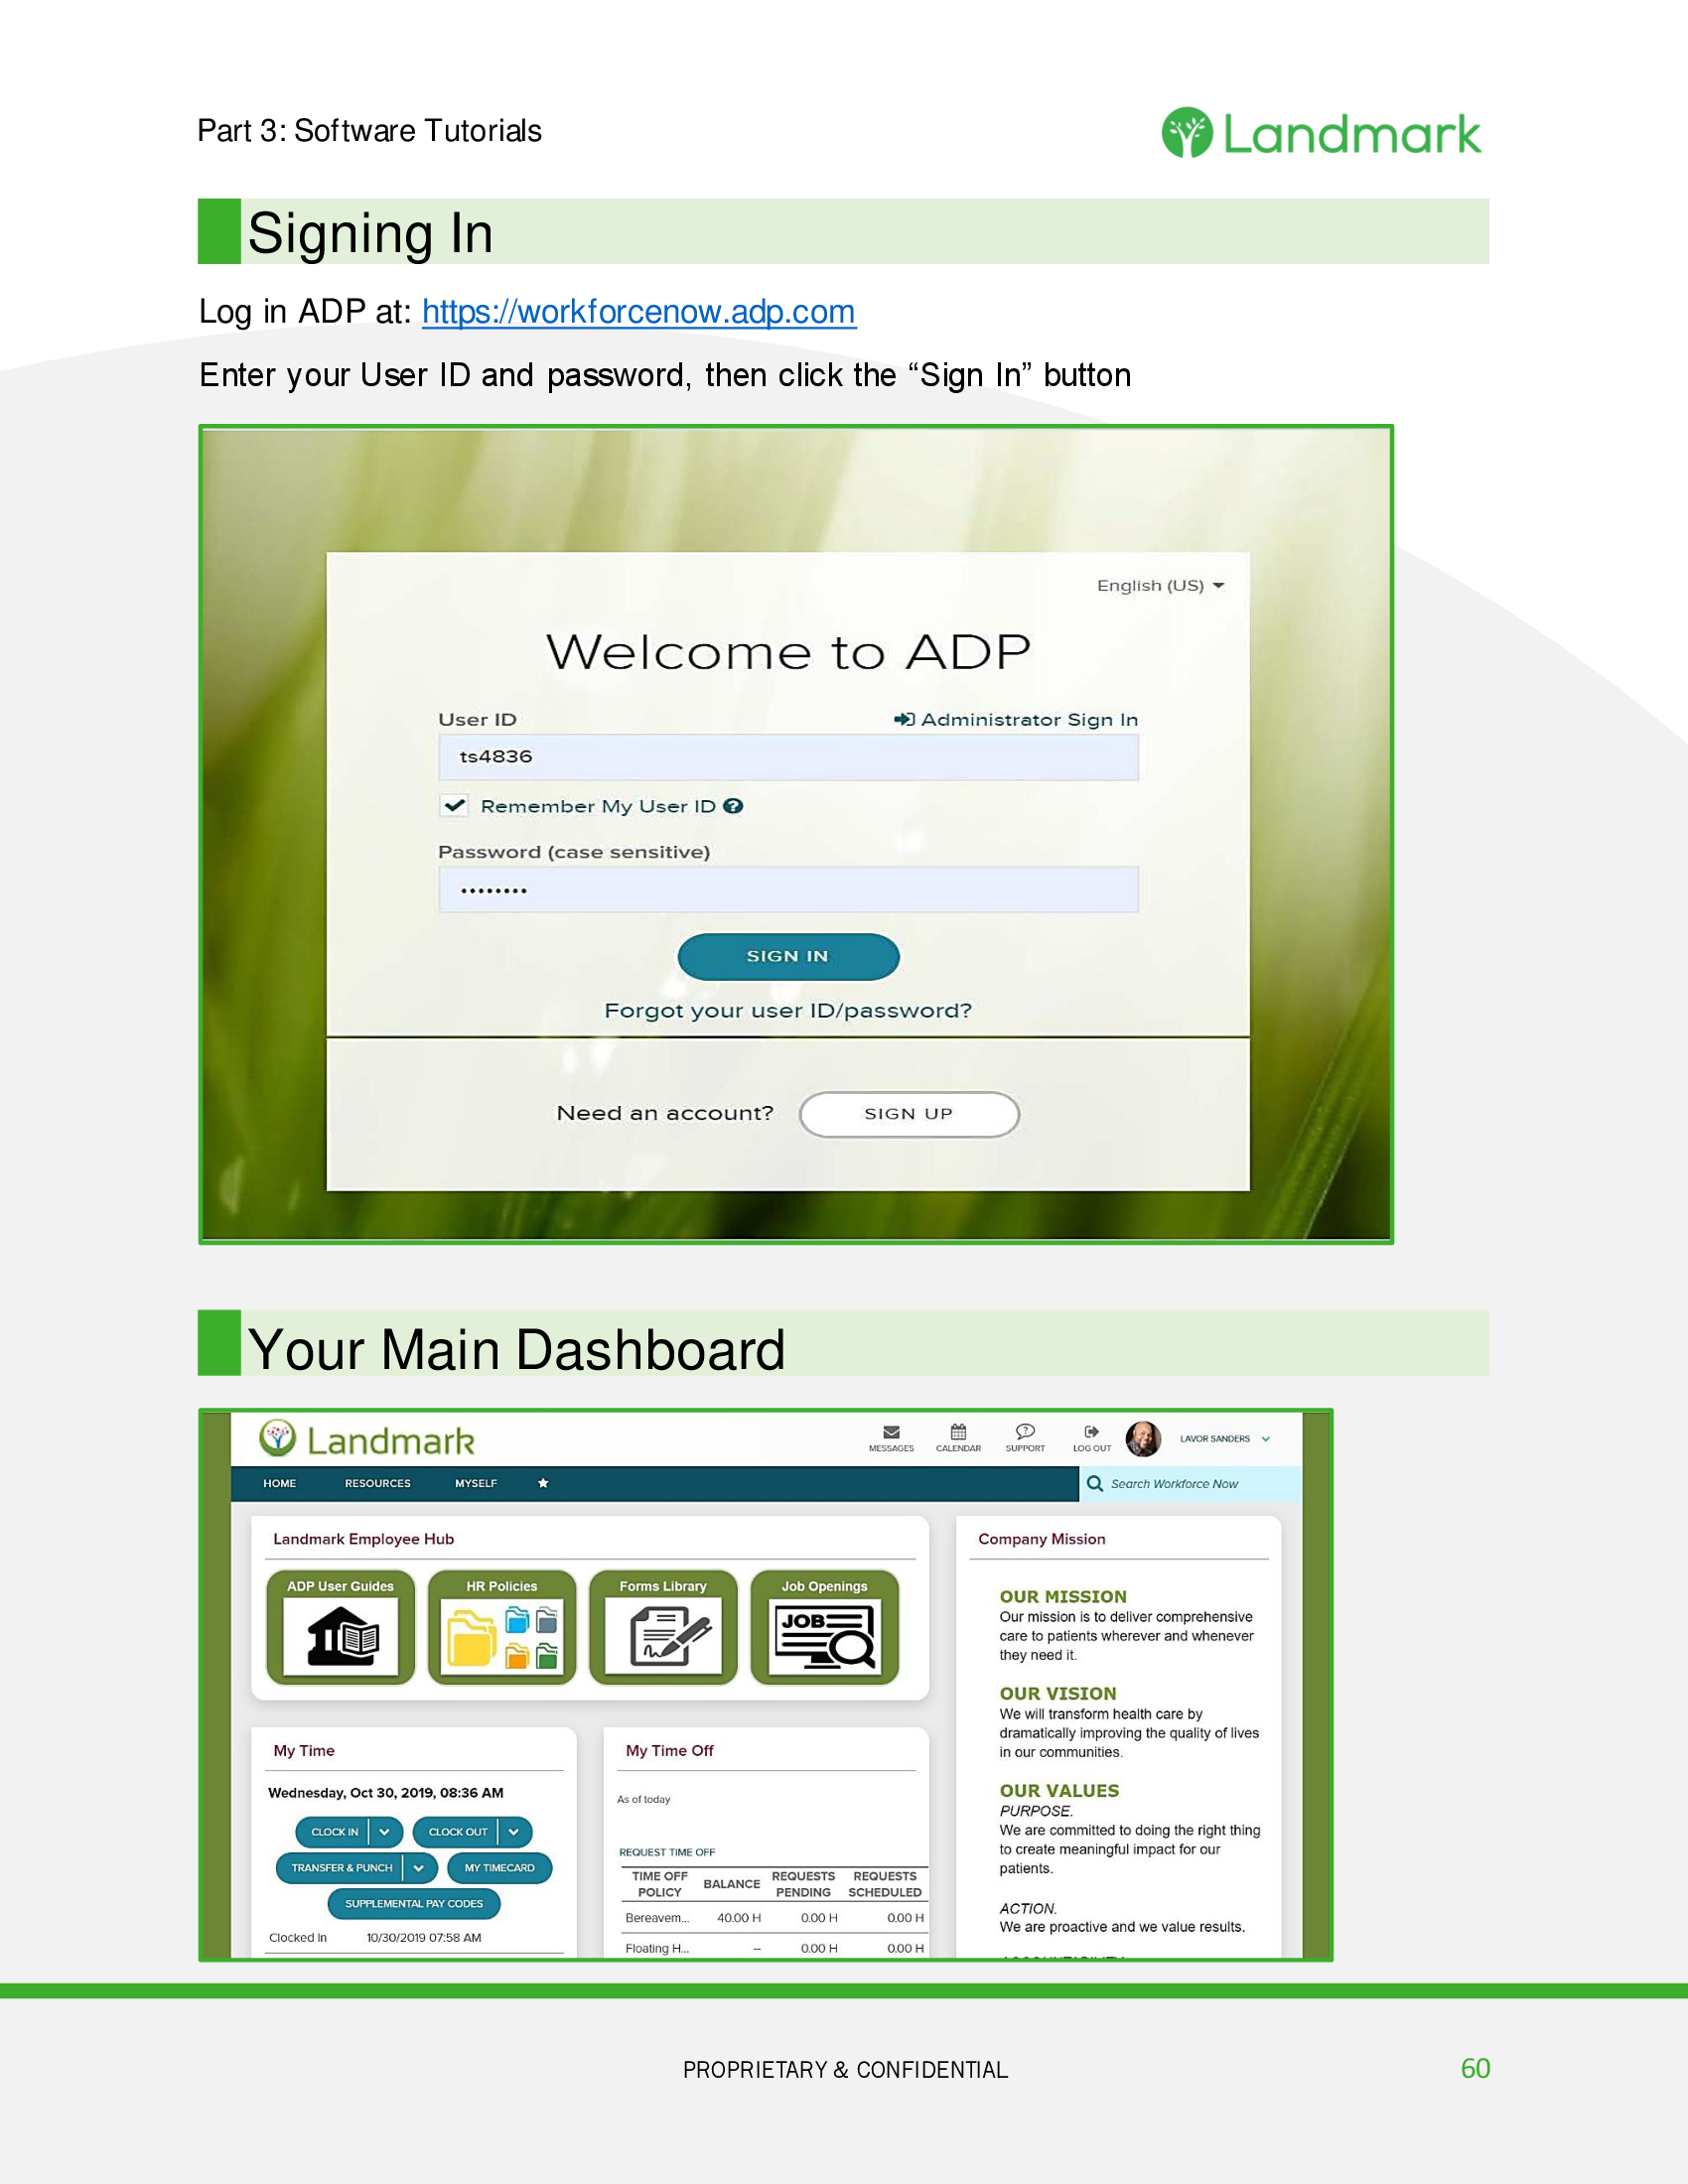 Part 3: Software Tutorials
Landmark
Signing In
Log in ADP at: https://workforcenow.adp.com
Enter your User ID and password, then click the “Sign In” button
English (US)
Welcome to ADP
User ID
Administrator Sign In
ts4836
Remember My User ID
Password (case sensitive)
••••••••
SIGN IN
Forgot your user ID/password?
Need an account?
SIGN UP
Your Main Dashboard
Landmark
MESSAGES
CALENDAR
SUPPORT
LOG OUT
LAVOR SANDERS
HOME
RESOURCES
MYSELF
Search Workforce Now
Landmark Employee Hub
ADP User Guides
HR Policies
Forms Library
Job Openings
JOB
My Time
Wednesday, Oct 30, 2019, 08:36 AM
CLOCK IN
CLOCK OUT
TRANSFER & PUNCH
MY TIMECARD
SUPPLEMENTAL PAY CODES
Clocked In 10/30/2019 07:58 AM
My Time Off
As of today
REQUEST TIME OFF
TIME OFF POLICY BALANCE REQUESTS PENDING REQUESTS SCHEDULED
Bereavem... 40.00 H 0.00 H 0.00 H
Floating H... -- 0.00 H 0.00 H
Company Mission
OUR MISSION
Our mission is to deliver comprehensive
care to patients wherever and whenever
they need it.
OUR VISION
We will transform health care by
dramatically improving the quality of lives
in our communities.
OUR VALUES
PURPOSE.
We are committed to doing the right thing
to create meaningful impact for our
patients.
ACTION.
We are proactive and we value results.
PROPRIETARY & CONFIDENTIAL
60